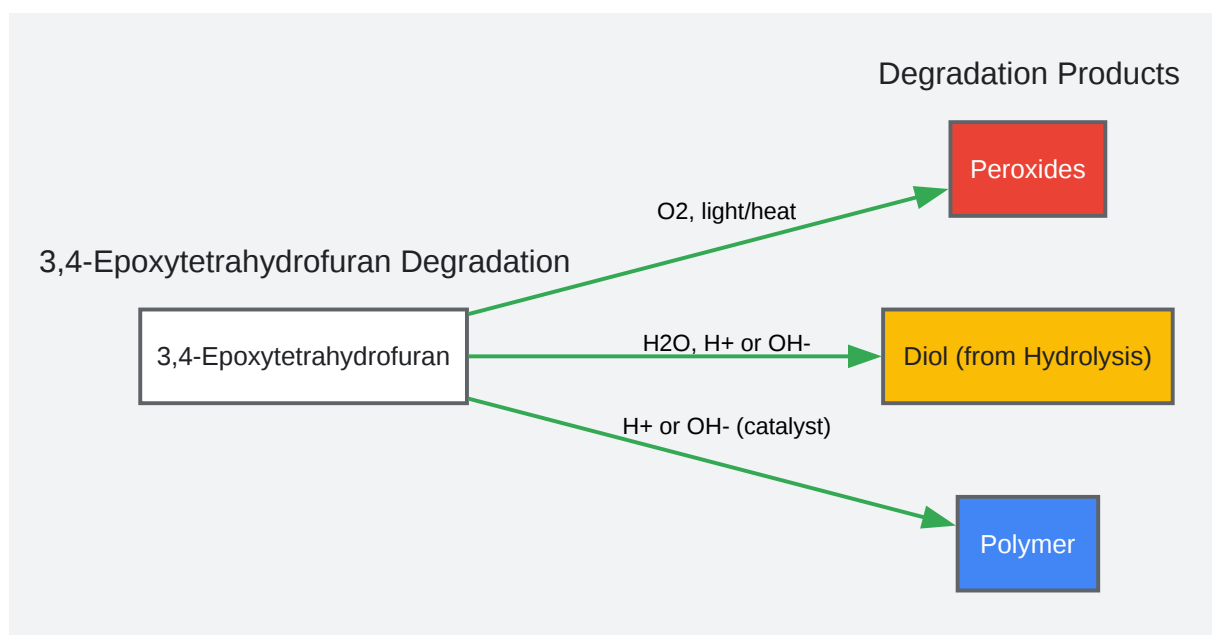 Degradation Products
Peroxides
O2, light/heat
3,4-Epoxytetrahydrofuran Degradation
3,4-Epoxytetrahydrofuran
H2O, H+ or OH-
Diol (from Hydrolysis)
H+ or OH- (catalyst)
Polymer